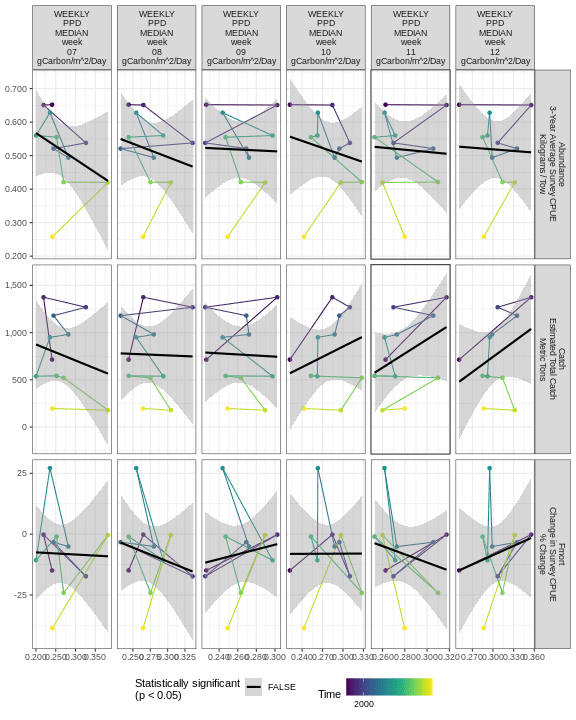 WEEKLY
PPD
MEDIAN
week
07
gCarbon/m^2/Day
WEEKLY
PPD
MEDIAN
week
08
gCarbon/m^2/Day
WEEKLY
PPD
MEDIAN
week
09
gCarbon/m^2/Day
WEEKLY
PPD
MEDIAN
week
10
gCarbon/m^2/Day
WEEKLY
PPD
MEDIAN
week
11
gCarbon/m^2/Day
WEEKLY
PPD
MEDIAN
week
12
gCarbon/m^2/Day
0.700
0.600
0.500
0.400
0.300
0.200
Abundance
3-Year Average Survey CPUE
Kilograms / Tow
1,500
1,000
500
0
Catch
Estimated Total Catch
Metric Tons
25
0
-25
Fmort
Change in Survey CPUE
% Change
0.200 0.250 0.300 0.350
0.250 0.275 0.300 0.325
0.240 0.260 0.280 0.300
0.240 0.270 0.300 0.330
0.260 0.280 0.300 0.320
0.270 0.300 0.330 0.360
Statistically significant
(p < 0.05)
FALSE
Time
2000